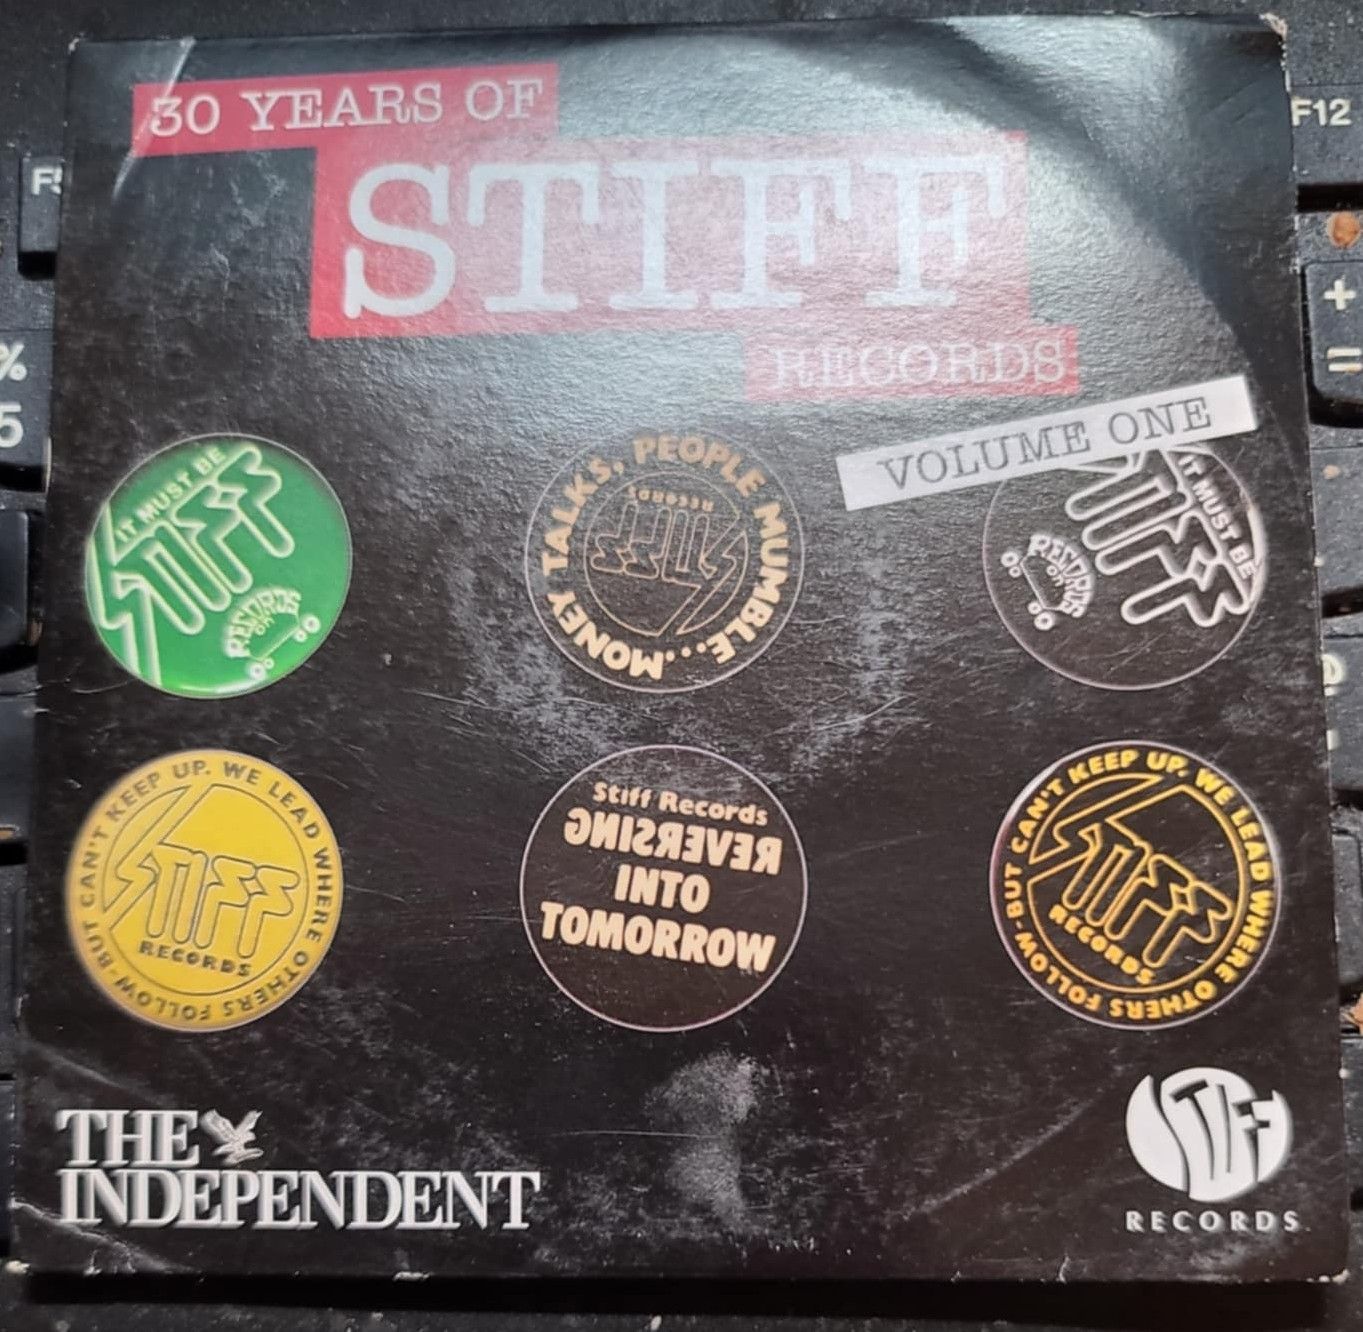 30 YEARS OF
STIFF
RECORDS
VOLUME ONE
IT MUST BE
STIFF
RECORDS
OR
MONEY TALKS, PEOPLE MUMBLE...
STIFF
RECORDS
IT MUST BE
STIFF
RECORDS
OR
WE LEAD WHERE OTHERS FOLLOW-BUT CAN'T KEEP UP.
STIFF
RECORDS
Stiff Records
REVERSING
INTO
TOMORROW
WE LEAD WHERE OTHERS FOLLOW-BUT CAN'T KEEP UP.
STIFF
RECORDS
THE
INDEPENDENT
STIFF
RECORDS
F5
F12
%
5
+
=
@